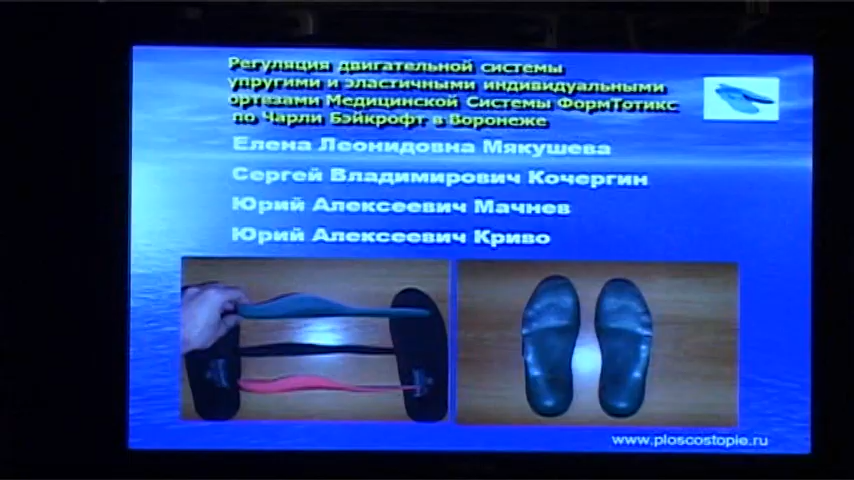 Регуляция двигательной системы
упругими и эластичными индивидуальными
ортезами Медицинской Системы ФормТотикс
по Чарли Бэйкрофт в Воронеже
Елена Леонидовна Мякушева
Сергей Владимирович Кочергин
Юрий Алексеевич Мачнев
Юрий Алексеевич Криво
www.ploscostopie.ru